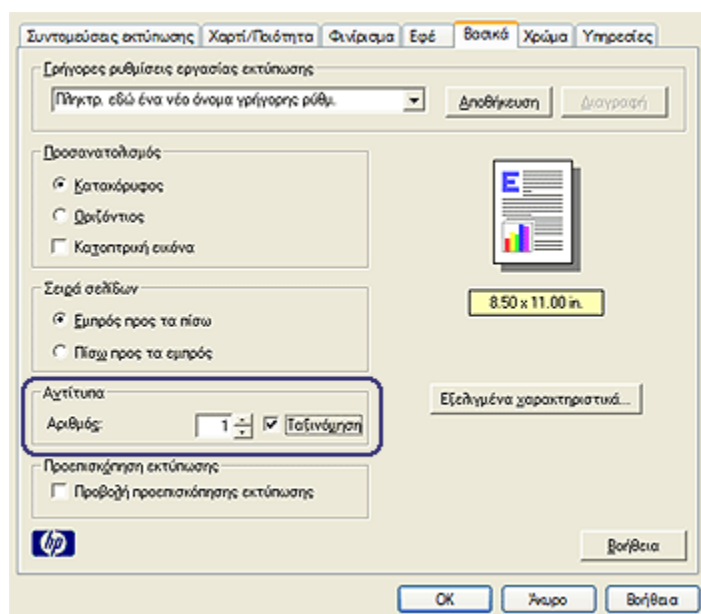 Συντομεύσεις εκτύπωσης Χαρτί/Ποιότητα Φινίρισμα Εφέ Βασικά Χρώμα Υπηρεσίες
Γρήγορες ρυθμίσεις εργασίας εκτύπωσης
Πληκτρ. εδώ ένα νέο όνομα γρήγορης ρύθμ. Αποθήκευση Διαγραφή
Προσανατολισμός
Κατακόρυφος
Οριζόντιος
Κατοπτρική εικόνα
E
Σειρά σελίδων
8.50 x 11.00 in.
Εμπρός προς τα πίσω
Πίσω προς τα εμπρός
Αντίτυπα
Εξελιγμένα χαρακτηριστικά...
Αριθμός: 1 Ταξινόμηση
Προεπισκόπηση εκτύπωσης
Προβολή προεπισκόπησης εκτύπωσης
hp Βοήθεια
OK Άκυρο Βοήθεια